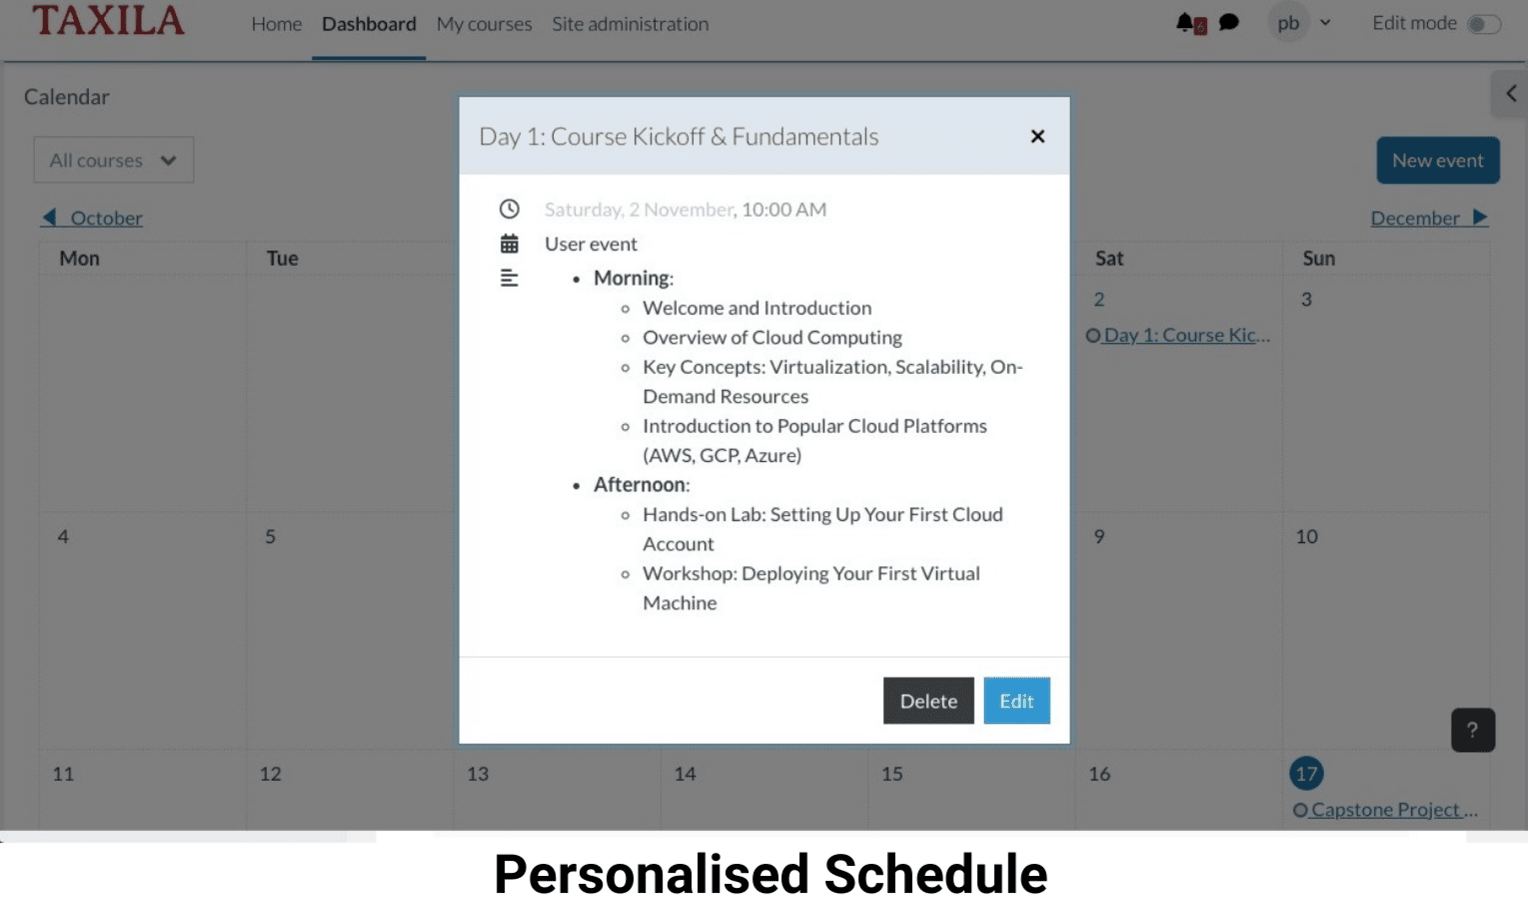 TAXILA
Home Dashboard My courses Site administration
6 pb Edit mode
Calendar
All courses
New event
October
December
Mon Tue Sat Sun
2 3
Day 1: Course Kic...
4 5 9 10
11 12 13 14 15 16 17
Capstone Project ...
Day 1: Course Kickoff & Fundamentals
Saturday, 2 November, 10:00 AM
User event
Morning:
Welcome and Introduction
Overview of Cloud Computing
Key Concepts: Virtualization, Scalability, On-
Demand Resources
Introduction to Popular Cloud Platforms
(AWS, GCP, Azure)
Afternoon:
Hands-on Lab: Setting Up Your First Cloud
Account
Workshop: Deploying Your First Virtual
Machine
Delete Edit
?
Personalised Schedule